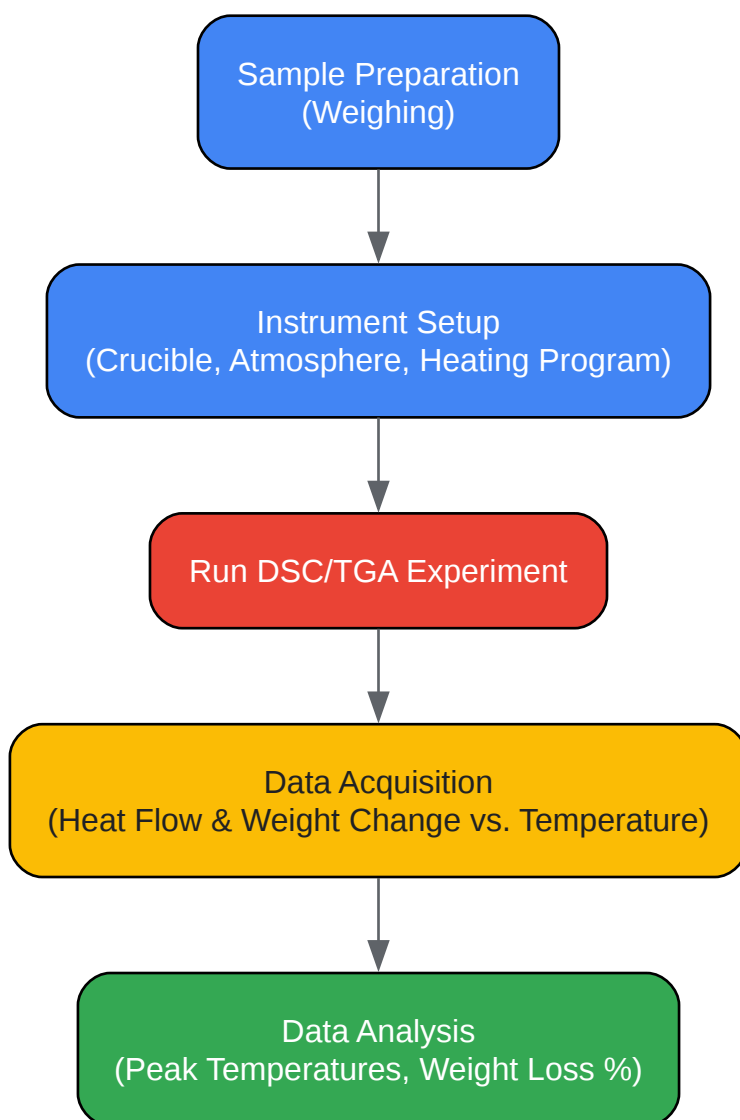 Sample Preparation
(Weighing)
Instrument Setup
(Crucible, Atmosphere, Heating Program)
Run DSC/TGA Experiment
Data Acquisition
(Heat Flow & Weight Change vs. Temperature)
Data Analysis
(Peak Temperatures, Weight Loss %)